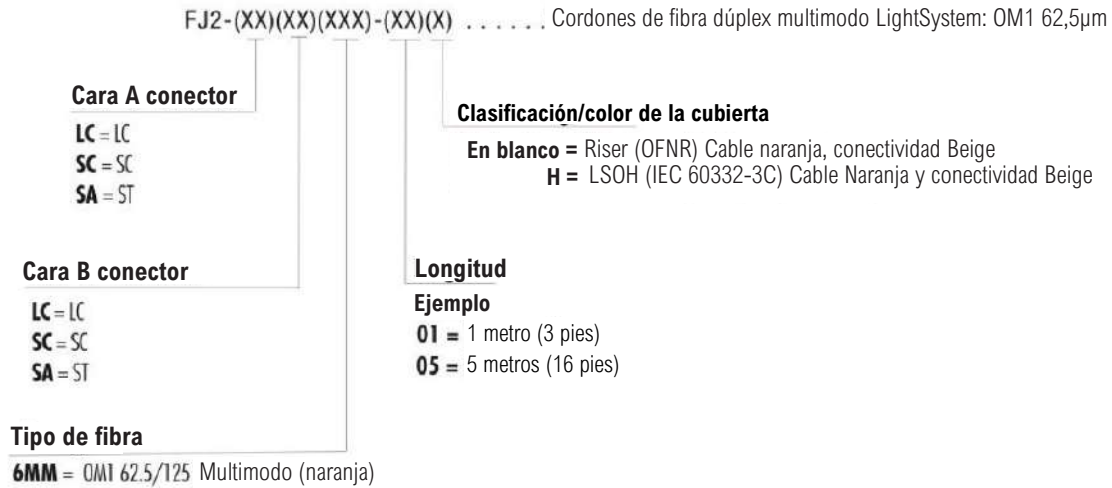 FJ2-(XX)(XX)(XXX)-(XX)(X) . . . . . . Cordones de fibra dúplex multimodo LightSystem: OM1 62,5µm
Cara A conector
LC = LC
SC = SC
SA = ST
Clasificación/color de la cubierta
En blanco = Riser (OFNR) Cable naranja, conectividad Beige
H = LSOH (IEC 60332-3C) Cable Naranja y conectividad Beige
Cara B conector
LC = LC
SC = SC
SA = ST
Longitud
Ejemplo
01 = 1 metro (3 pies)
05 = 5 metros (16 pies)
Tipo de fibra
6MM = OM1 62.5/125 Multimodo (naranja)